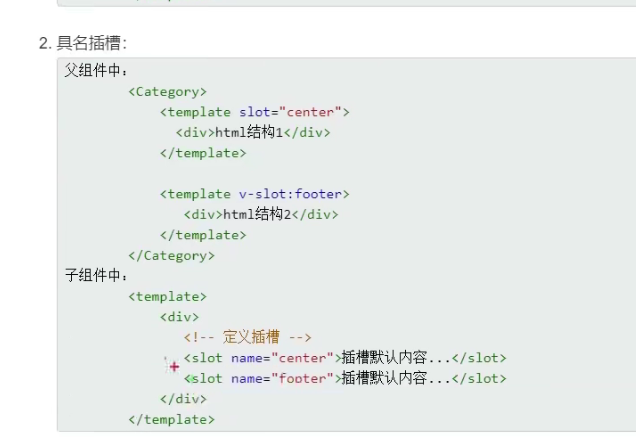 2. 具名插槽：
父组件中：
<Category>
<template slot="center">
<div>html结构1</div>
</template>
<template v-slot:footer>
<div>html结构2</div>
</template>
</Category>
子组件中：
<template>
<div>
<!-- 定义插槽 -->
<slot name="center">插槽默认内容...</slot>
<slot name="footer">插槽默认内容...</slot>
</div>
</template>